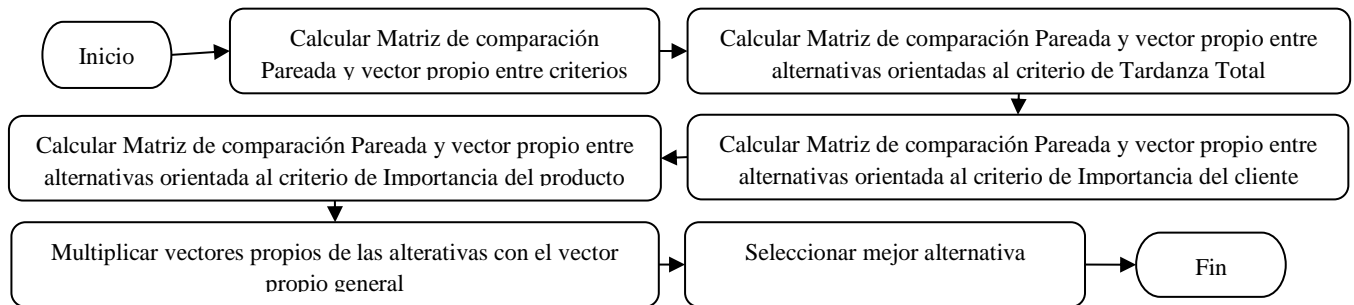 Inicio
Calcular Matriz de comparación
Pareada y vector propio entre criterios
Calcular Matriz de comparación Pareada y vector propio entre
alternativas orientadas al criterio de Tardanza Total
Calcular Matriz de comparación Pareada y vector propio entre
alternativas orientada al criterio de Importancia del cliente
Calcular Matriz de comparación Pareada y vector propio entre
alternativas orientada al criterio de Importancia del producto
Multiplicar vectores propios de las alterativas con el vector
propio general
Seleccionar mejor alternativa
Fin